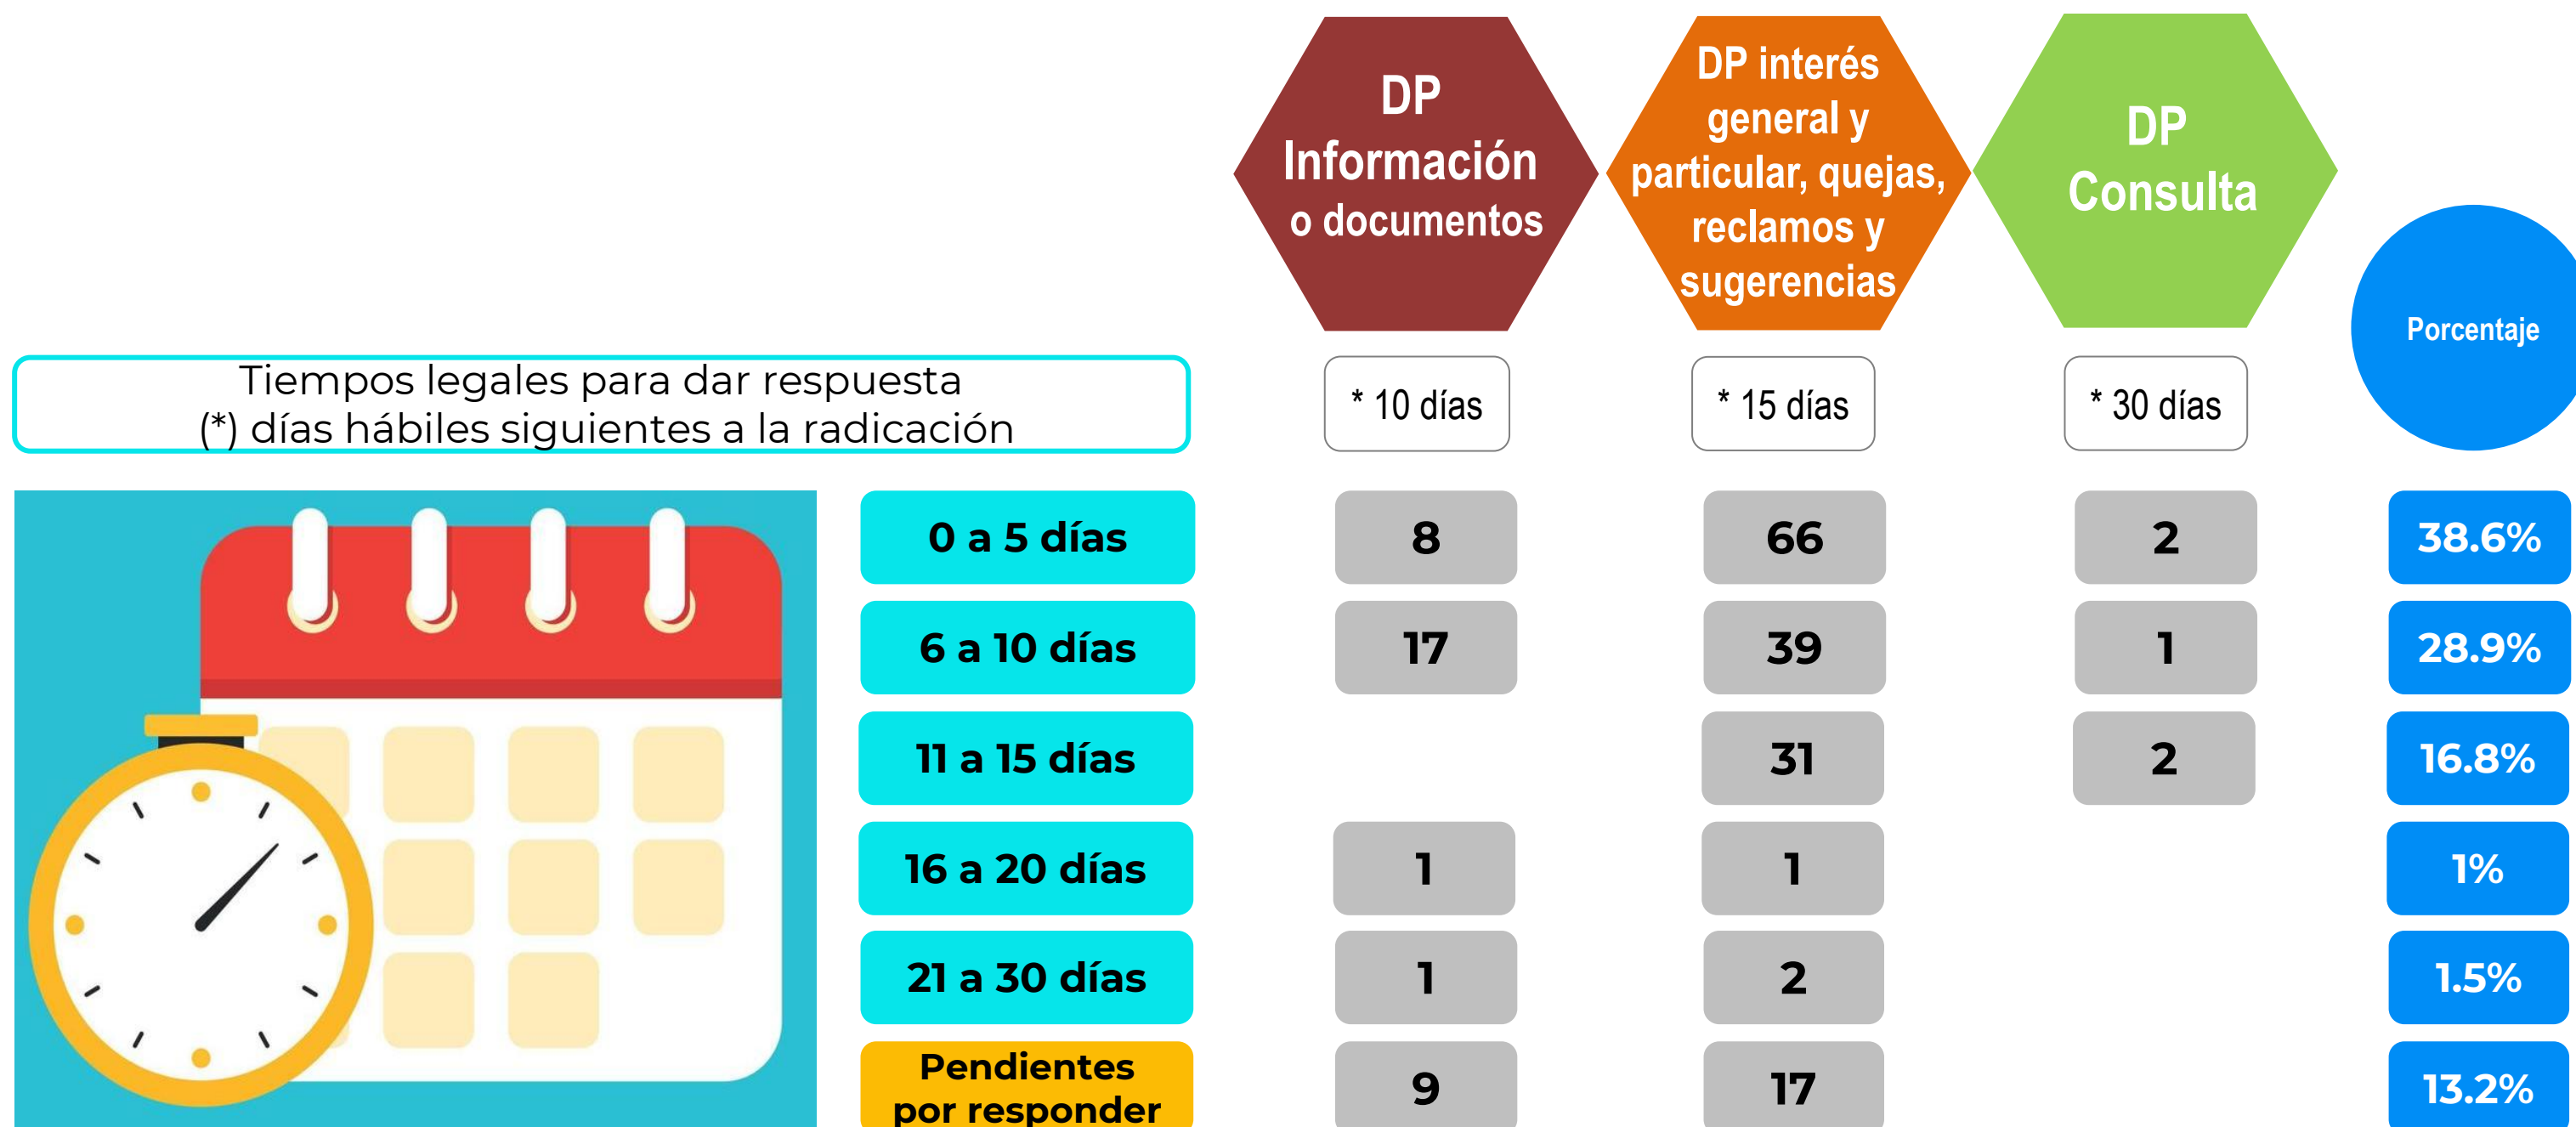 DP
Información
o documentos
DP interés
general y
particular, quejas,
reclamos y
sugerencias
DP
Consulta
Porcentaje
Tiempos legales para dar respuesta
(*) días hábiles siguientes a la radicación
* 10 días
* 15 días
* 30 días
0 a 5 días
8
66
2
38.6%
6 a 10 días
17
39
1
28.9%
11 a 15 días
31
2
16.8%
16 a 20 días
1
1
1%
21 a 30 días
1
2
1.5%
Pendientes
por responder
9
17
13.2%